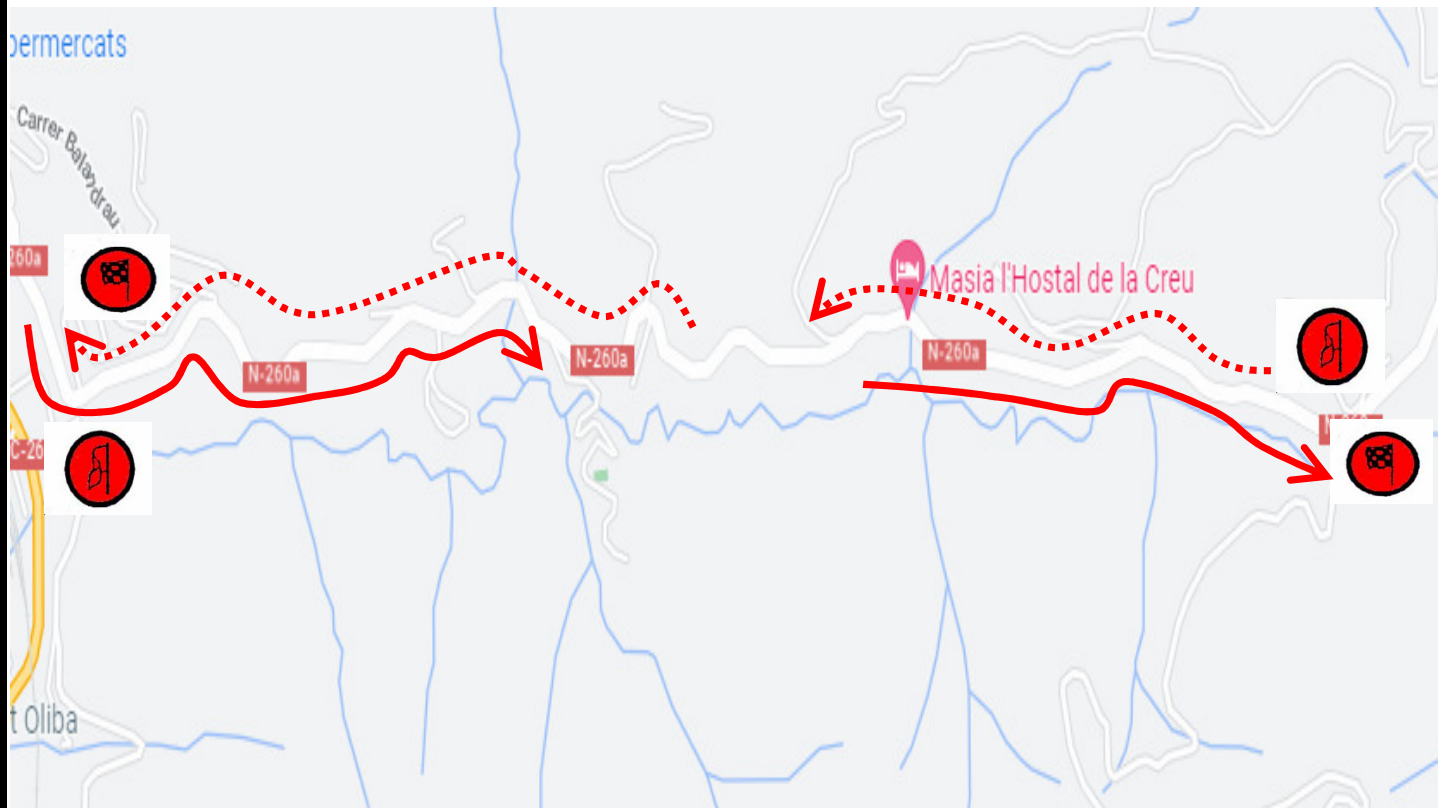 permercats
Carrer Balandrau
260a
Masia l'Hostal de la Creu
N-260a
N-260a
N-260a
C-26
t Oliba